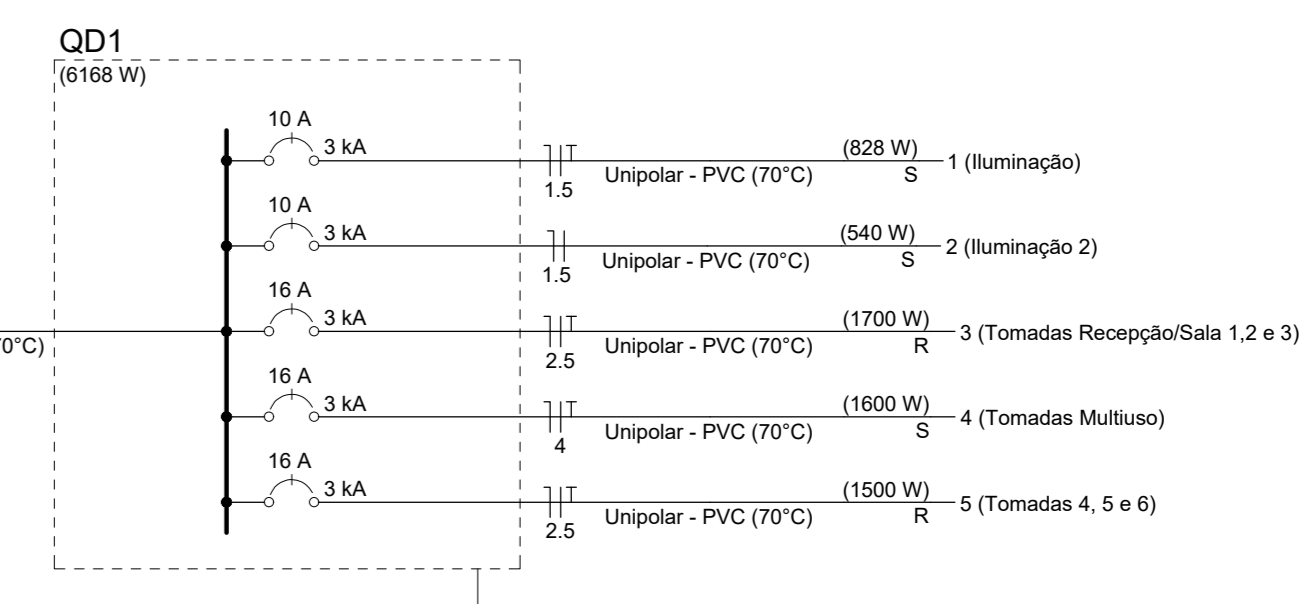 QD1
(6168 W)
10 A
3 kA
1.5
Unipolar - PVC (70°C)
(828 W)
S
1 (Iluminação)
10 A
3 kA
1.5
Unipolar - PVC (70°C)
(540 W)
S
2 (Iluminação 2)
0°C)
16 A
3 kA
2.5
Unipolar - PVC (70°C)
(1700 W)
R
3 (Tomadas Recepção/Sala 1,2 e 3)
16 A
3 kA
4
Unipolar - PVC (70°C)
(1600 W)
S
4 (Tomadas Multiuso)
16 A
3 kA
2.5
Unipolar - PVC (70°C)
(1500 W)
R
5 (Tomadas 4, 5 e 6)